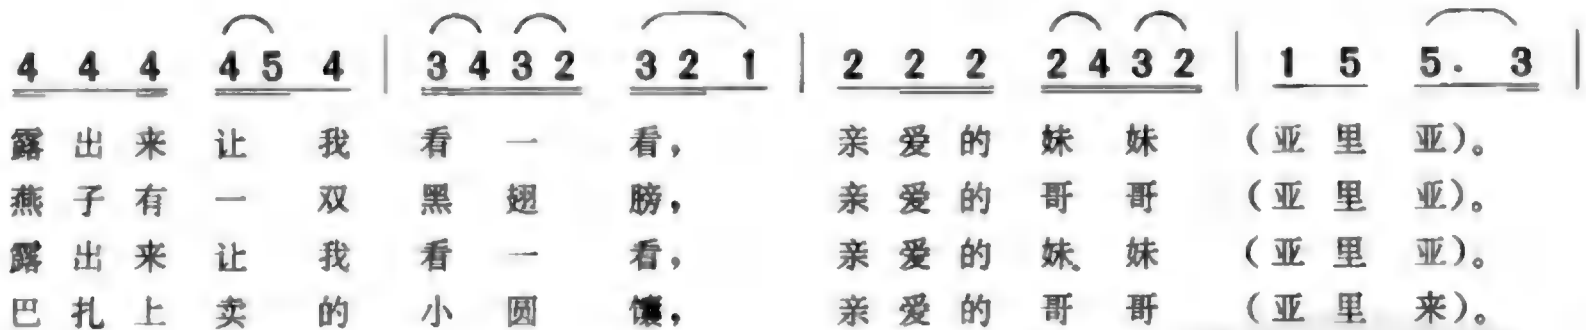 4 4 4 4 5 4 | 3 4 3 2 3 2 1 | 2 2 2 2 4 3 2 | 1 5 5· 3 |
露出来让我看一看，亲爱的妹妹（亚里亚）。
燕子有一双黑翅膀，亲爱的哥哥（亚里亚）。
露出来让我看一看，亲爱的妹妹（亚里亚）。
巴扎上卖的小圆馕，亲爱的哥哥（亚里来）。